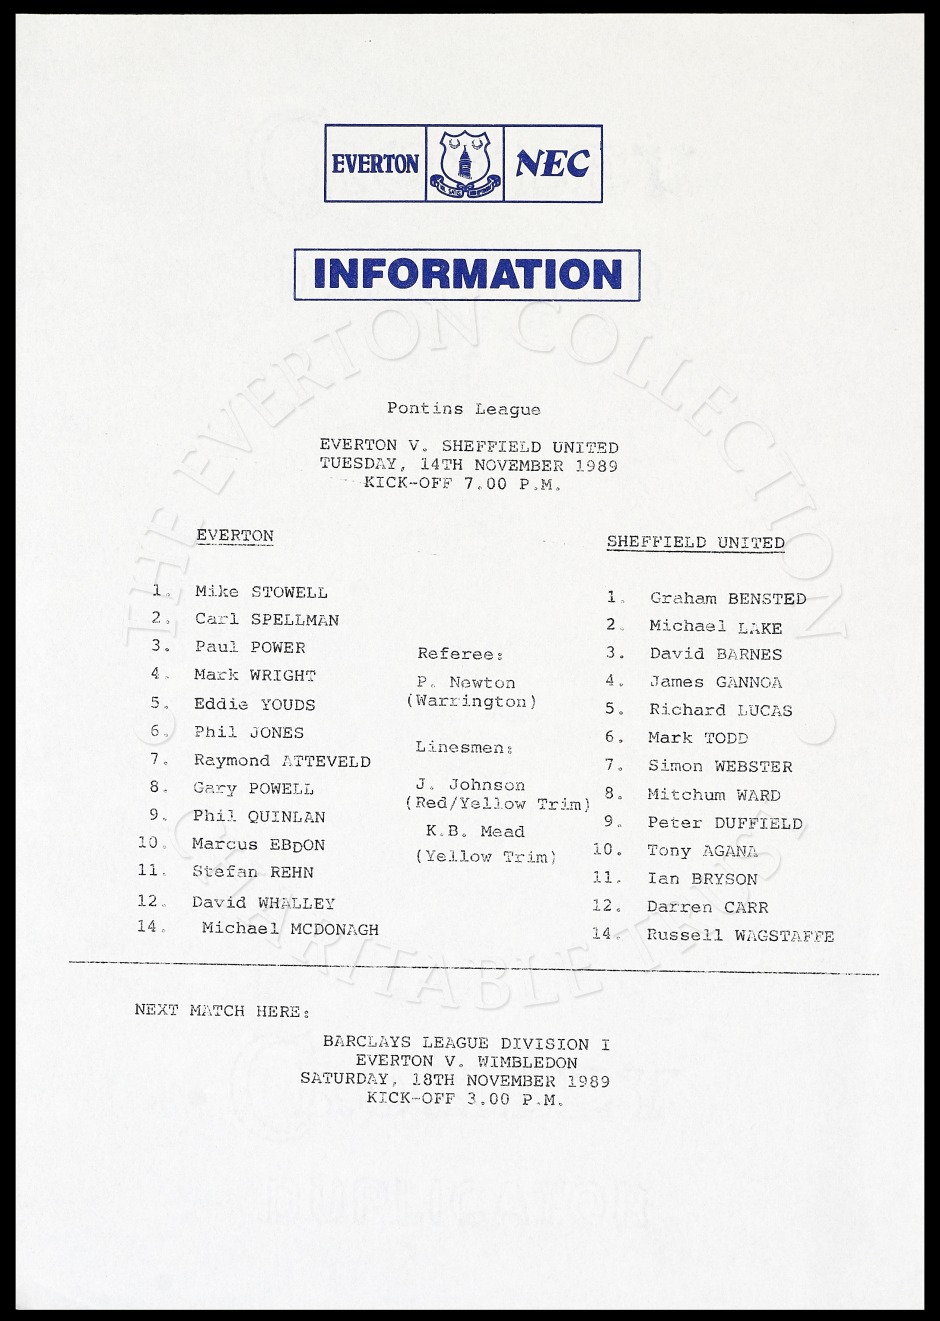 EVERTON NEC
INFORMATION
Pontins League
EVERTON V. SHEFFIELD UNITED
TUESDAY, 14TH NOVEMBER 1989
KICK-OFF 7.00 P.M.
EVERTON
1. Mike STOWELL
2. Carl SPELLMAN
3. Paul POWER
4. Mark WRIGHT
5. Eddie YOUDS
6. Phil JONES
7. Raymond ATTEVELD
8. Gary POWELL
9. Phil QUINLAN
10. Marcus EBDON
11. Stefan REHN
12. David WHALLEY
14. Michael MCDONAGH
Referee:
P. Newton
(Warrington)
Linesmen:
J. Johnson
(Red/Yellow Trim)
K.B. Mead
(Yellow Trim)
SHEFFIELD UNITED
1. Graham BENSTED
2. Michael LAKE
3. David BARNES
4. James GANNOA
5. Richard LUCAS
6. Mark TODD
7. Simon WEBSTER
8. Mitchum WARD
9. Peter DUFFIELD
10. Tony AGANA
11. Ian BRYSON
12. Darren CARR
14. Russell WAGSTAFFE
NEXT MATCH HERE:
BARCLAYS LEAGUE DIVISION I
EVERTON V. WIMBLEDON
SATURDAY, 18TH NOVEMBER 1989
KICK-OFF 3.00 P.M.
THE EVERTON COLLECTION
CHARITABLE TRUST